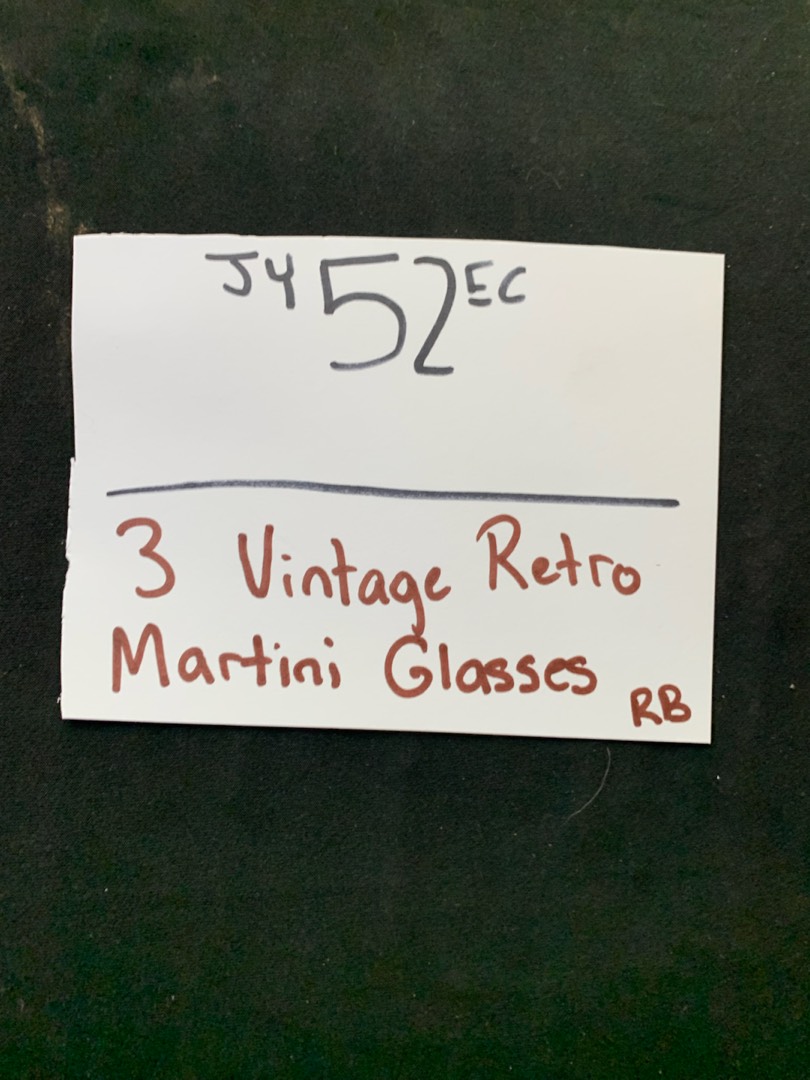 JY 52 EC
3 Vintage Retro
Martini Glasses
RB